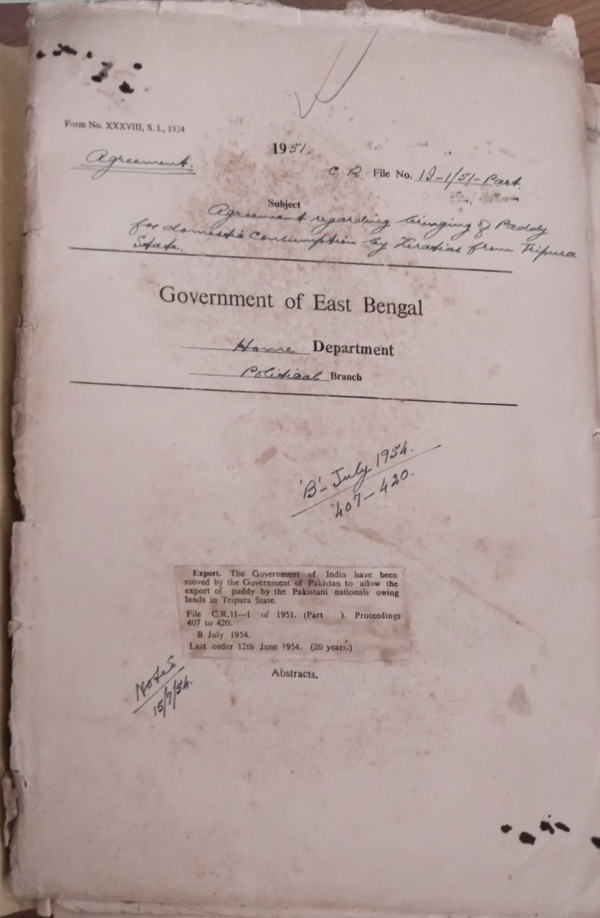 Form No. XXXVIII, S. I., 1934
1951.
Agreement.
C R File No. 1I-1/51-Part.
Subject
Agreement regarding bringing of Paddy
for domestic consumption by Ziratias from Tripura
State.
Government of East Bengal
Home Department
Political Branch
'B'- July 1954.
407-420.
Export. The Government of India have been
moved by the Government of Pakistan to allow the
export of paddy by the Pakistani nationals owing
lands in Tripura State.
File C.R.1I—1 of 1951. (Part ). Proceedings
407 to 420.
B July 1954.
Last order 12th June 1954. (20 years.)
Abstracts.
Notes
15/7/54.